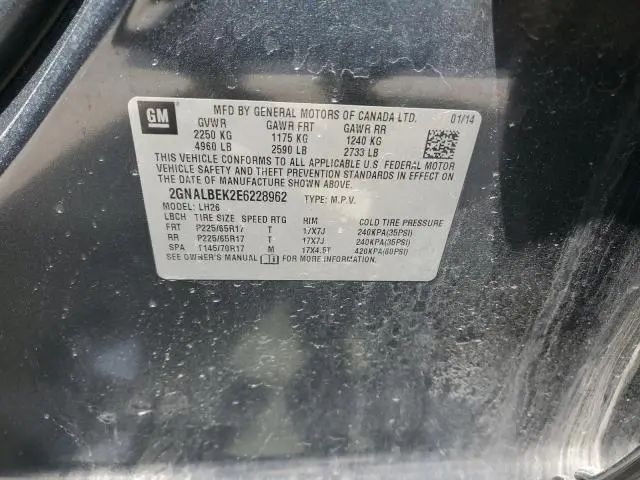 GM
MFD BY GENERAL MOTORS OF CANADA LTD. 01/14
GVWR GAWR FRT GAWR RR
2250 KG 1175 KG 1240 KG
4960 LB 2590 LB 2733 LB
THIS VEHICLE CONFORMS TO ALL APPLICABLE U.S. FEDERAL MOTOR
VEHICLE SAFETY AND THEFT PREVENTION STANDARDS IN EFFECT ON
THE DATE OF MANUFACTURE SHOWN ABOVE.
2GNALBEK2E6228962 TYPE: M.P.V.
MODEL: LH26
LBCH TIRE SIZE SPEED RTG RIM COLD TIRE PRESSURE
FRT P225/65R17 T 17X7J 240KPA(35PSI)
RR P225/65R17 T 17X7J 240KPA(35PSI)
SPA T145/70R17 M 17X4.5T 420KPA(60PSI)
SEE OWNER'S MANUAL FOR MORE INFORMATION.